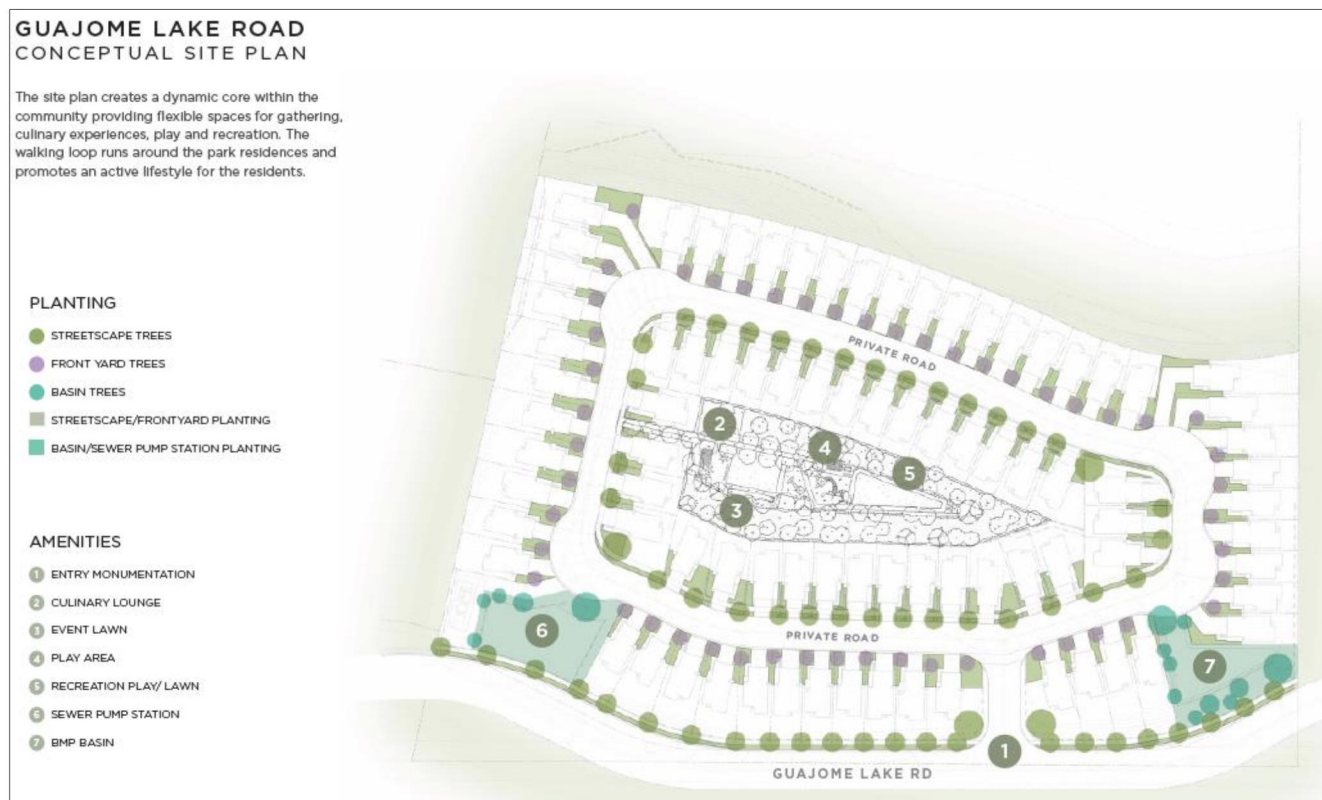 GUAJOME LAKE ROAD
CONCEPTUAL SITE PLAN
The site plan creates a dynamic core within the
community providing flexible spaces for gathering,
culinary experiences, play and recreation. The
walking loop runs around the park residences and
promotes an active lifestyle for the residents.
PLANTING
STREETSCAPE TREES
FRONT YARD TREES
BASIN TREES
STREETSCAPE/FRONTYARD PLANTING
BASIN/SEWER PUMP STATION PLANTING
AMENITIES
1 ENTRY MONUMENTATION
2 CULINARY LOUNGE
3 EVENT LAWN
4 PLAY AREA
5 RECREATION PLAY/ LAWN
6 SEWER PUMP STATION
7 BMP BASIN
PRIVATE ROAD
2
4
5
3
6
PRIVATE ROAD
7
1
GUAJOME LAKE RD